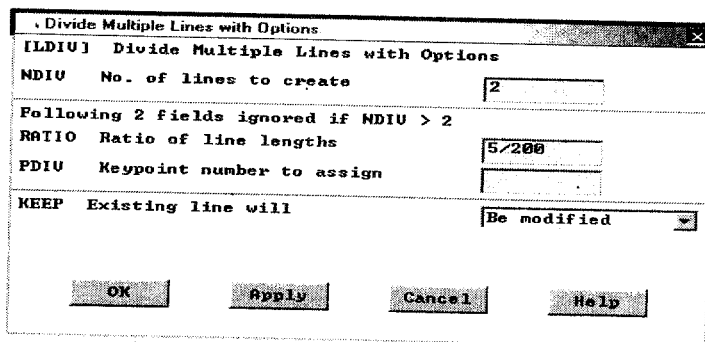 Divide Multiple Lines with Options
[LDIV] Divide Multiple Lines with Options
NDIV No. of lines to create 2
Following 2 fields ignored if NDIV > 2
RATIO Ratio of line lengths 5/200
PDIV Keypoint number to assign
KEEP Existing line will Be modified
OK Apply Cancel Help